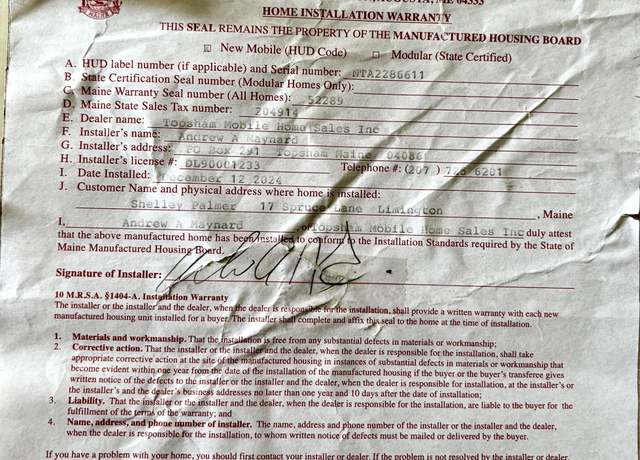 AUGUSTA, ME 04333
HOME INSTALLATION WARRANTY
THIS SEAL REMAINS THE PROPERTY OF THE MANUFACTURED HOUSING BOARD
New Mobile (HUD Code) Modular (State Certified)
A. HUD label number (if applicable) and Serial number: NTA2286611
B. State Certification Seal number (Modular Homes Only):
C. Maine Warranty Seal number (All Homes): 52289
D. Maine State Sales Tax number: 204914
E. Dealer name: Topsham Mobile Home Sales Inc
F. Installer's name: Andrew A Maynard
G. Installer's address: PO Box 291 Topsham Maine 04086
H. Installer's license #: DL90001233 Telephone #: (207 ) 725 6201
I. Date Installed: December 12 2024
J. Customer Name and physical address where home is installed:
Shelley Palmer 17 Spruce Lane Limington , Maine
I, Andrew A Maynard , of Topsham Mobile Home Sales Inc duly attest
that the above manufactured home has been installed to conform to the Installation Standards required by the State of
Maine Manufactured Housing Board.
Signature of Installer:
10 M.R.S.A. §1404-A. Installation Warranty
The installer or the installer and the dealer, when the dealer is responsible for the installation, shall provide a written warranty with each new
manufactured housing unit installed for a buyer. The installer shall complete and affix this seal to the home at the time of installation.
1. Materials and workmanship. That the installation is free from any substantial defects in materials or workmanship;
2. Corrective action. That the installer or the installer and the dealer, when the dealer is responsible for the installation, shall take
appropriate corrective action at the site of the manufactured housing in instances of substantial defects in materials or workmanship that
become evident within one year from the date of the installation of the manufactured housing if the buyer or the buyer's transferee gives
written notice of the defects to the installer or the installer and the dealer, when the dealer is responsible for installation, at the installer's or
the installer's and the dealer's business addresses no later than one year and 10 days after the date of installation;
3. Liability. That the installer or the installer and the dealer, when the dealer is responsible for the installation, are liable to the buyer for the
fulfillment of the terms of the warranty; and
4. Name, address, and phone number of installer. The name, address and phone number of the installer or the installer and the dealer,
when the dealer is responsible for the installation, to whom written notice of defects must be mailed or delivered by the buyer.
If you have a problem with your home, you should first contact your installer or dealer. If the problem is not resolved by the installer or dealer,